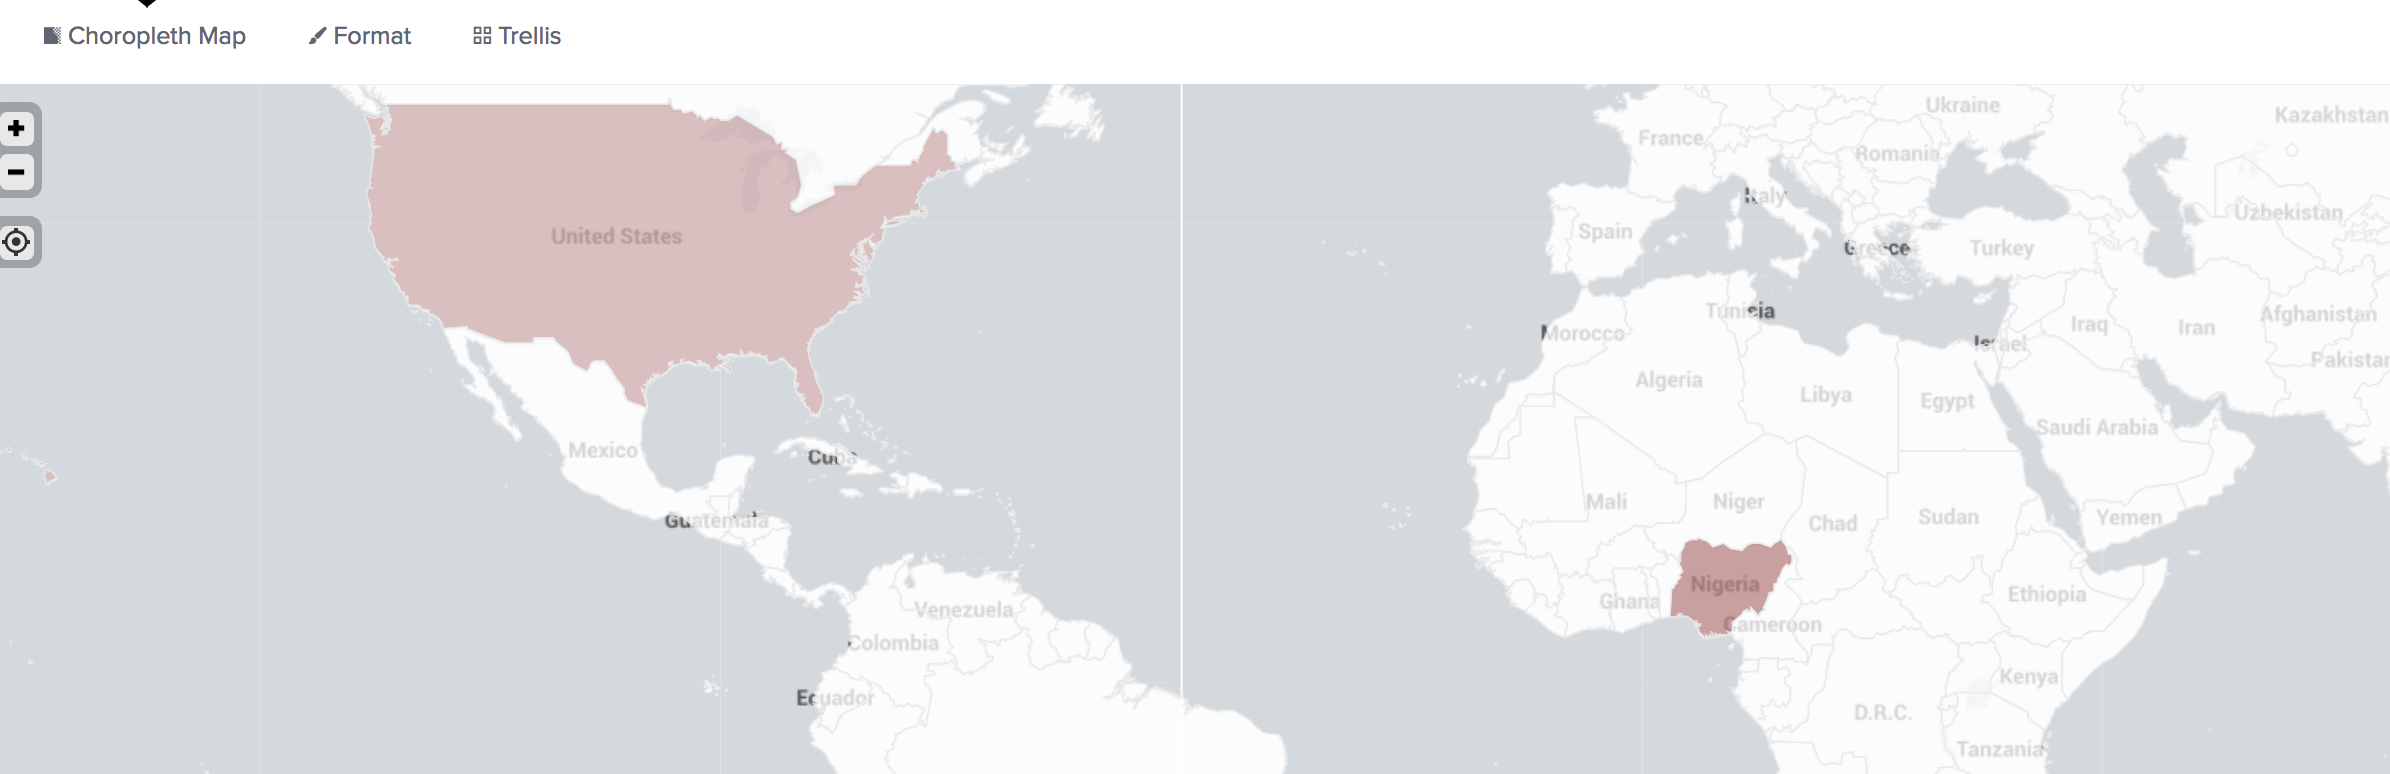 Choropleth Map Format Trellis
Ukraine
Kazakhstan
France
Romania
Italy
Uzbekistan
Spain
United States
Greece
Turkey
Tunisia
Afghanistan
Iraq
Iran
Morocco
Israel
Pakistan
Algeria
Libya
Egypt
Saudi Arabia
Mexico
Cuba
Mali
Niger
Guatemala
Chad
Sudan
Yemen
Nigeria
Ethiopia
Ghana
Venezuela
Cameroon
Colombia
Kenya
Ecuador
D.R.C.
Tanzania